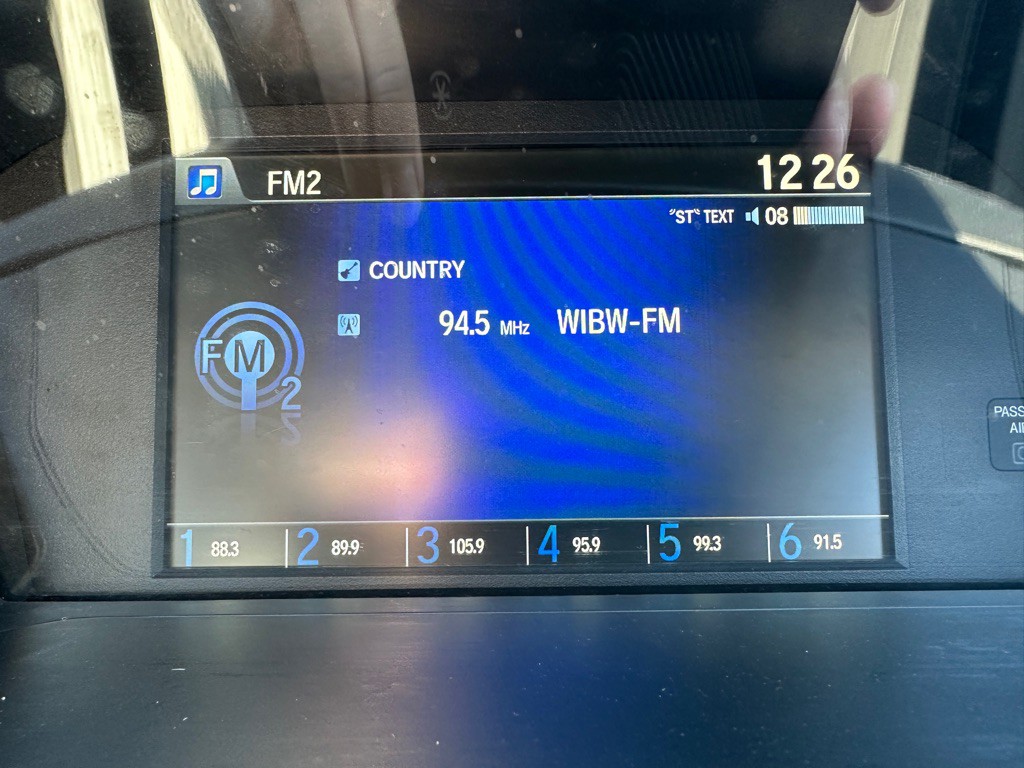 FM2 12 26
"ST" TEXT 08
COUNTRY
94.5 MHz WIBW-FM
FM
2
1 88.3 2 89.9 3 105.9 4 95.9 5 99.3 6 91.5
PASS